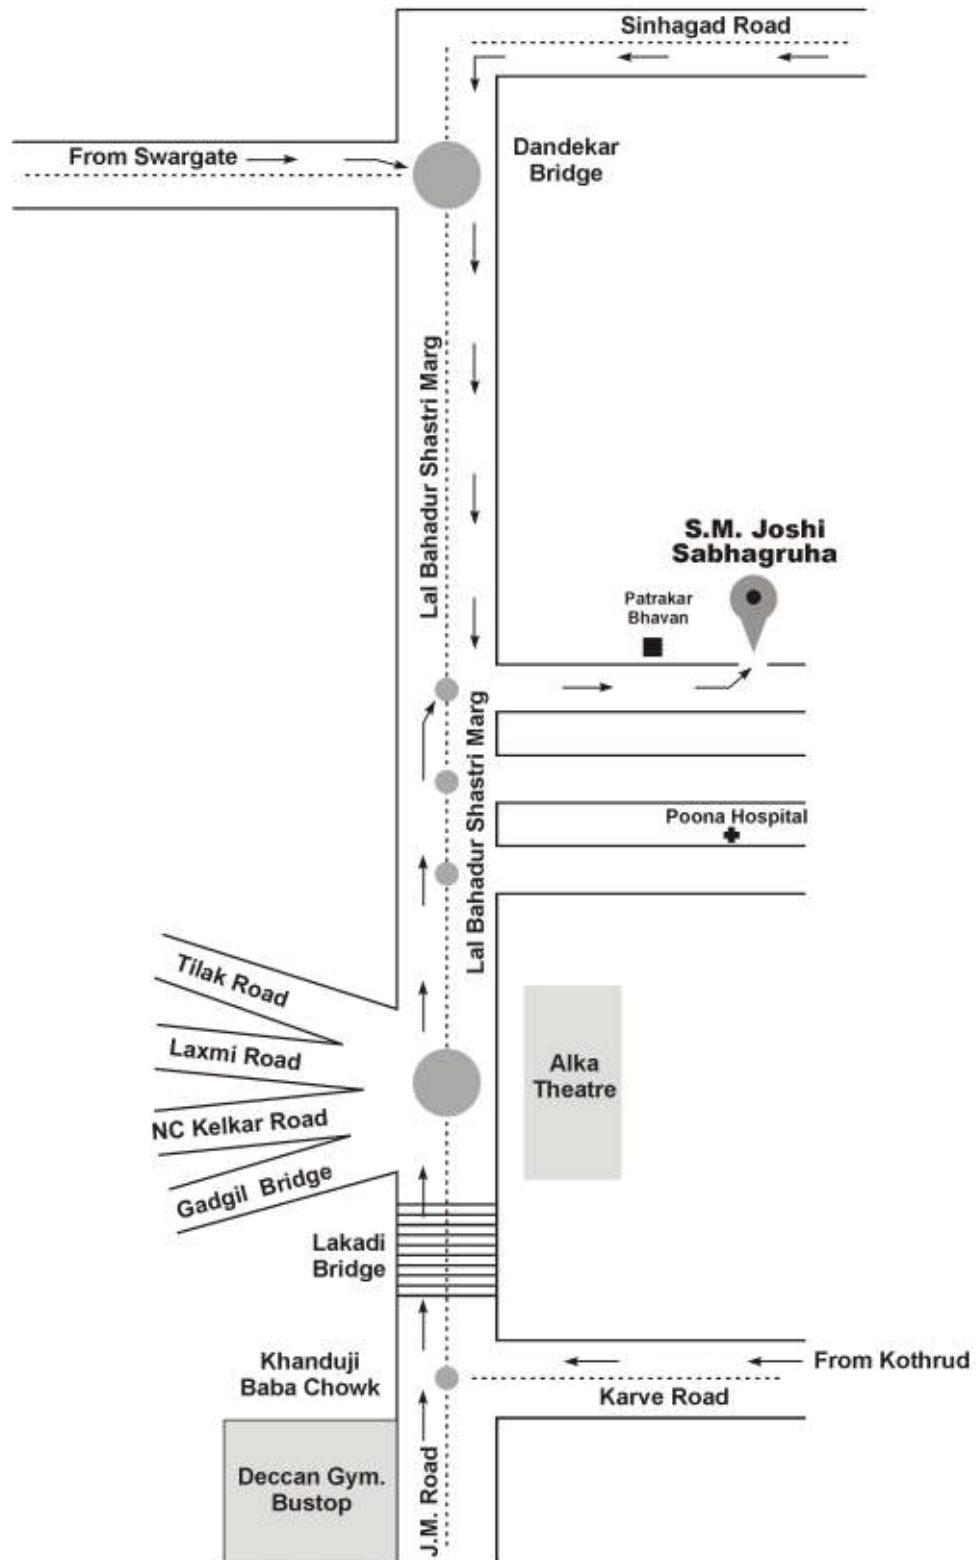 Sinhagad Road
From Swargate
Dandekar
Bridge
Lal Bahadur Shastri Marg
S.M. Joshi
Sabhagruha
Patrakar
Bhavan
Lal Bahadur Shastri Marg
Poona Hospital
Tilak Road
Laxmi Road
NC Kelkar Road
Gadgil Bridge
Alka
Theatre
Lakadi
Bridge
Khanduji
Baba Chowk
From Kothrud
Karve Road
Deccan Gym.
Bustop
J.M. Road